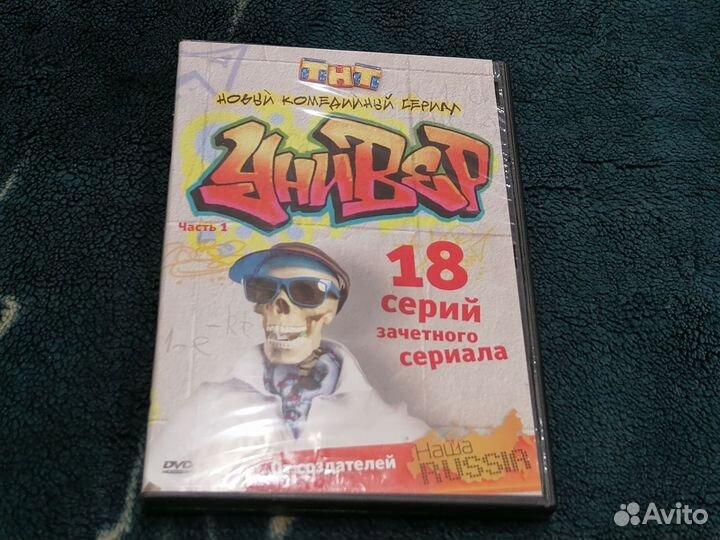 ТНТ
НОВЫЙ КОМЕДИЙНЫЙ СЕРИАЛ
УНИВЕР
Часть 1
18
серий
зачетного
сериала
От создателей
Наша
RUSSIA
DVD
Avito